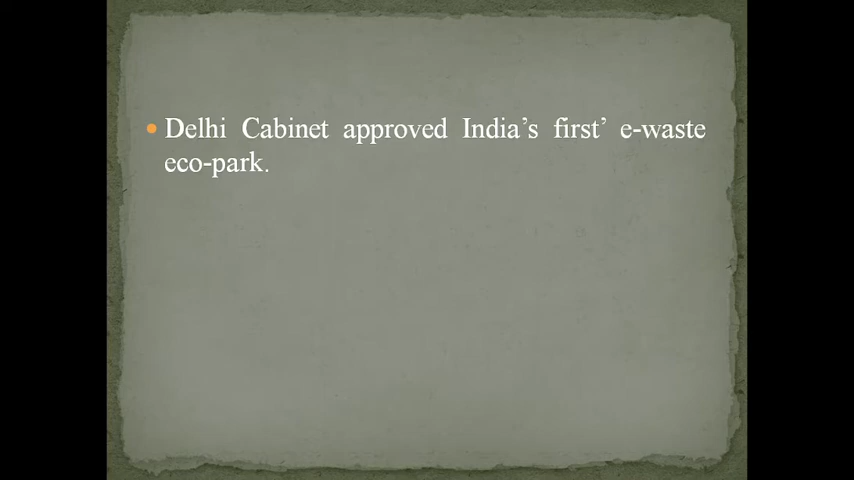 Delhi Cabinet approved India’s first’ e-waste
eco-park.